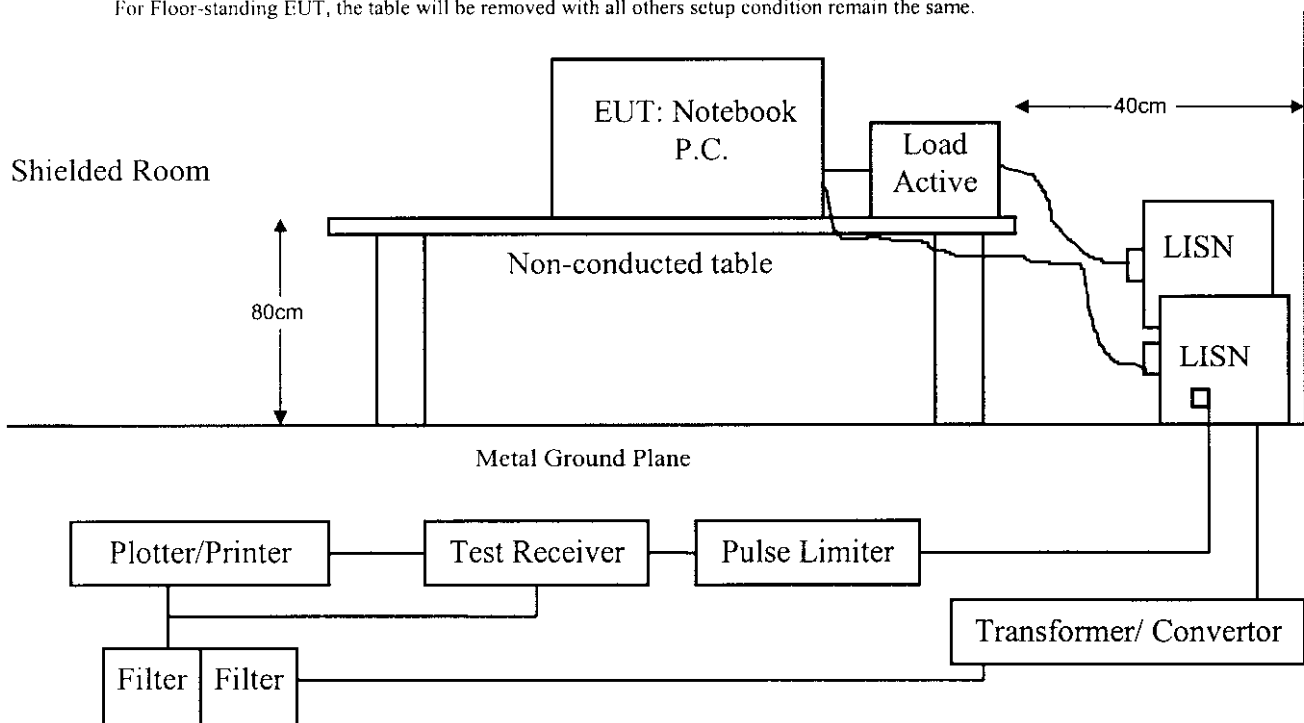 For Floor-standing EUT, the table will be removed with all others setup condition remain the same.
EUT: Notebook
P.C.
40cm
Load
Active
Shielded Room
LISN
Non-conducted table
80cm
LISN
Metal Ground Plane
Plotter/Printer
Test Receiver
Pulse Limiter
Transformer/ Convertor
Filter
Filter